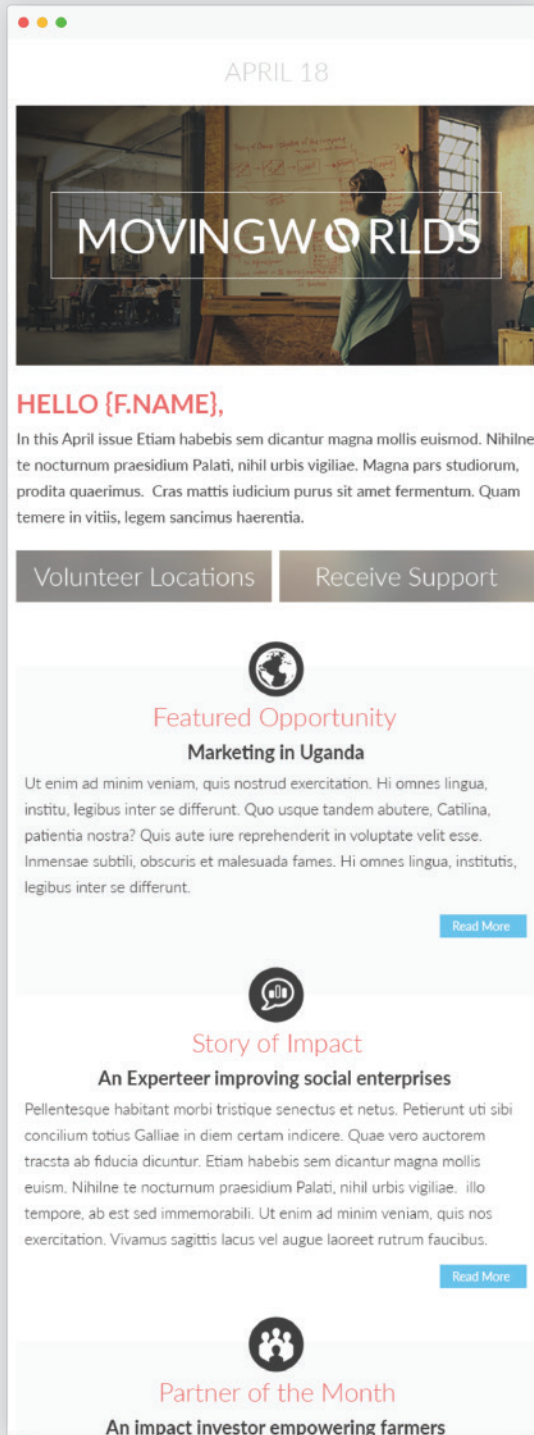 APRIL 18
MOVINGWORLDS
HELLO {F.NAME},
In this April issue Etiam habebis sem dicantur magna mollis euismod. Nihilne
te nocturnum praesidium Palati, nihil urbis vigiliae. Magna pars studiorum,
prodita quaerimus. Cras mattis iudicium purus sit amet fermentum. Quam
temere in vitiis, legem sancimus haerentia.
Volunteer Locations
Receive Support
Featured Opportunity
Marketing in Uganda
Ut enim ad minim veniam, quis nostrud exercitation. Hi omnes lingua,
institu, legibus inter se differunt. Quo usque tandem abutere, Catilina,
patientia nostra? Quis aute iure reprehenderit in voluptate velit esse.
Inmensae subtili, obscuris et malesuada fames. Hi omnes lingua, institutis,
legibus inter se differunt.
Read More
Story of Impact
An Experteer improving social enterprises
Pellentesque habitant morbi tristique senectus et netus. Petierunt uti sibi
concilium totius Galliae in diem certam indicere. Quae vero auctorem
tracsta ab fiducia dicuntur. Etiam habebis sem dicantur magna mollis
euism. Nihilne te nocturnum praesidium Palati, nihil urbis vigiliae. illo
tempore, ab est sed immemorabili. Ut enim ad minim veniam, quis nos
exercitation. Vivamus sagittis lacus vel augue laoreet rutrum faucibus.
Read More
Partner of the Month
An impact investor empowering farmers